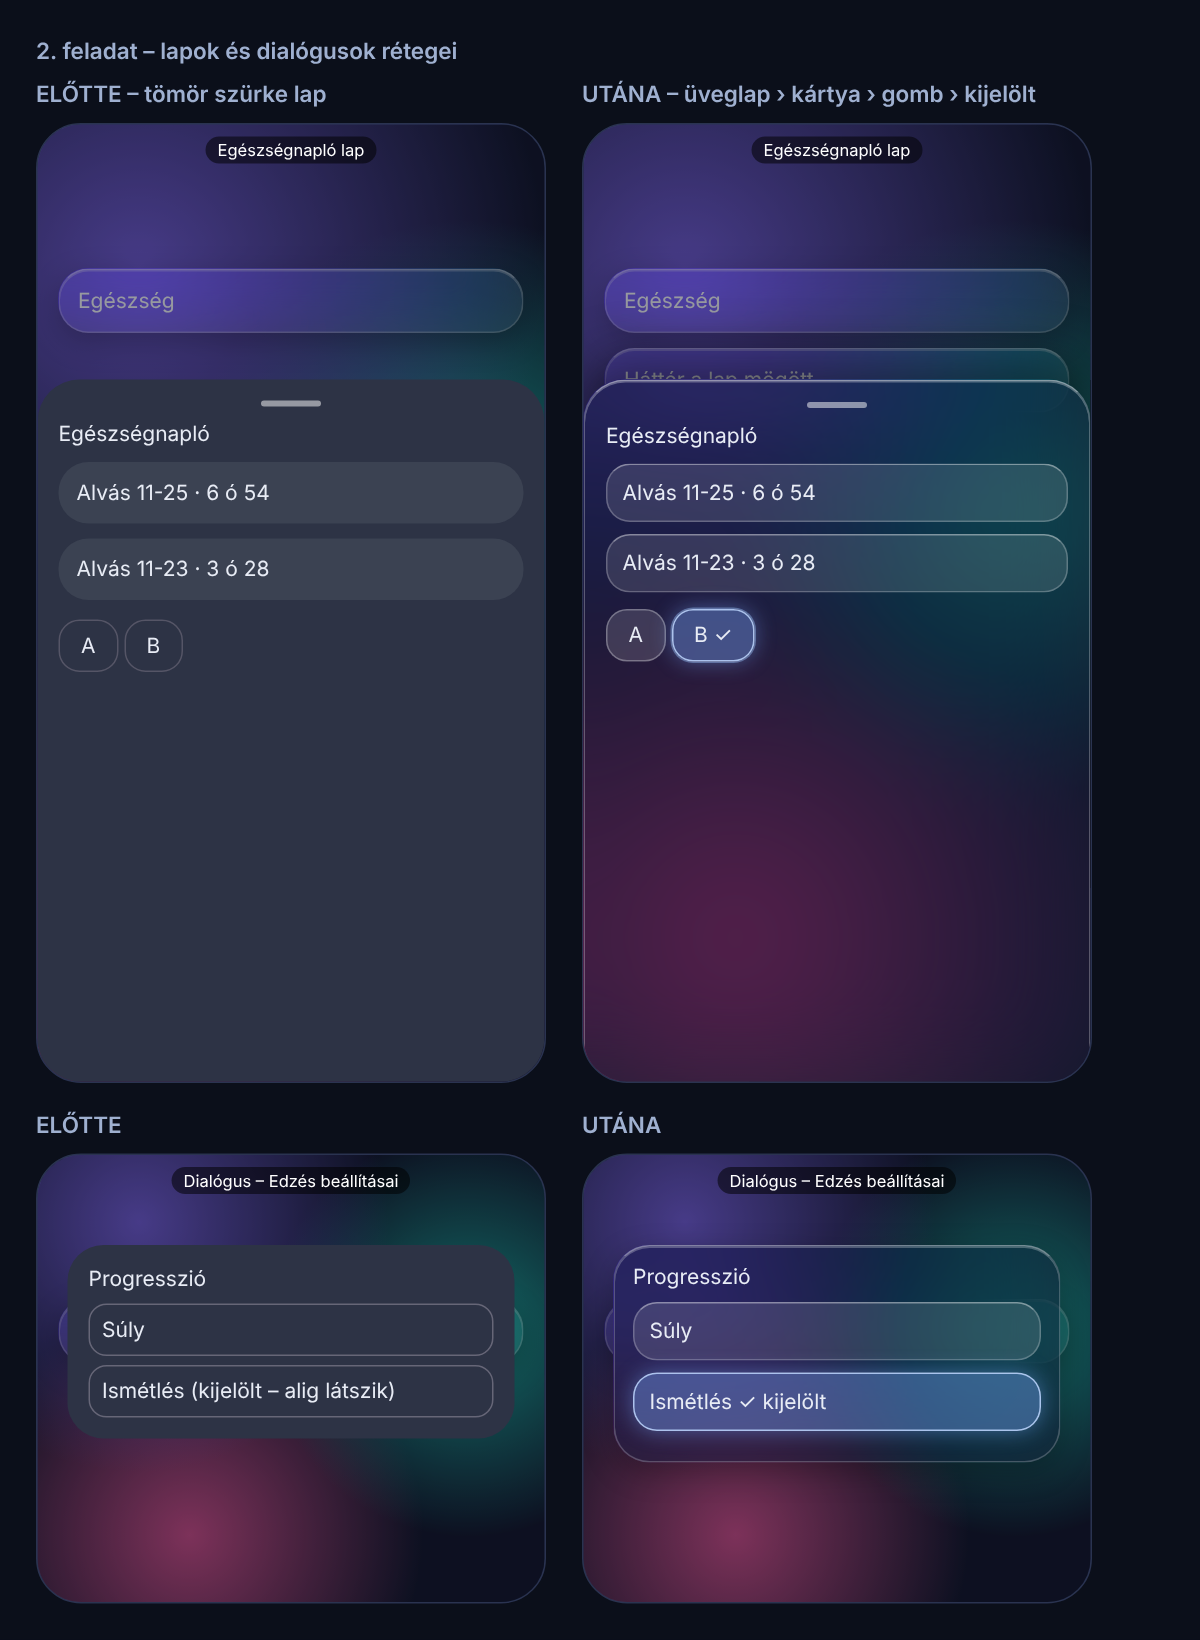 2. feladat – lapok és dialógusok rétegei
ELŐTTE – tömör szürke lap
Egészségnapló lap
Egészség
Egészségnapló
Alvás 11-25 · 6 ó 54
Alvás 11-23 · 3 ó 28
A B
UTÁNA – üveglap › kártya › gomb › kijelölt
Egészségnapló lap
Egészség
Háttér a lap mögött
Egészségnapló
Alvás 11-25 · 6 ó 54
Alvás 11-23 · 3 ó 28
A B ✓
ELŐTTE
Dialógus – Edzés beállításai
Progresszió
Súly
Ismétlés (kijelölt – alig látszik)
UTÁNA
Dialógus – Edzés beállításai
Progresszió
Súly
Ismétlés ✓ kijelölt